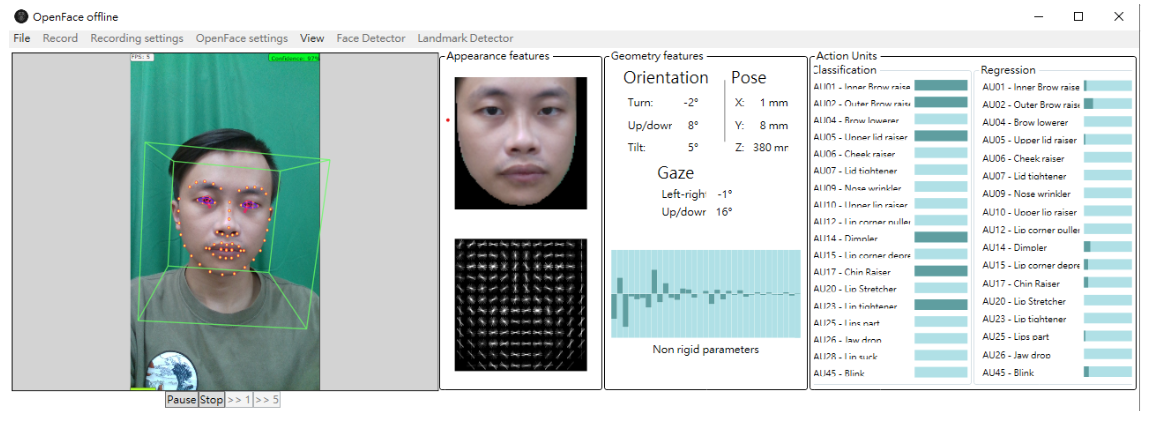 OpenFace offline
File Record Recording settings OpenFace settings View Face Detector Landmark Detector
FPS: 5
Confidence: 87%
Pause Stop >> 1 >> 5
Appearance features
Geometry features
Orientation
Turn: -2°
Up/dowr 8°
Tilt: 5°
Pose
X: 1 mm
Y: 8 mm
Z: 380 mr
Gaze
Left-righ -1°
Up/dowr 16°
Non rigid parameters
Action Units
Classification
AU01 - Inner Brow raise
AU02 - Outer Brow raise
AU04 - Brow lowerer
AU05 - Upper lid raiser
AU06 - Cheek raiser
AU07 - Lid tightener
AU09 - Nose wrinkler
AU10 - Upper lip raiser
AU12 - Lip corner puller
AU14 - Dimpler
AU15 - Lip corner depre
AU17 - Chin Raiser
AU20 - Lip Stretcher
AU23 - Lip tightener
AU25 - Lips part
AU26 - Jaw drop
AU28 - Lip suck
AU45 - Blink
Regression
AU01 - Inner Brow raise
AU02 - Outer Brow raise
AU04 - Brow lowerer
AU05 - Upper lid raiser
AU06 - Cheek raiser
AU07 - Lid tightener
AU09 - Nose wrinkler
AU10 - Upper lip raiser
AU12 - Lip corner puller
AU14 - Dimpler
AU15 - Lip corner depre
AU17 - Chin Raiser
AU20 - Lip Stretcher
AU23 - Lip tightener
AU25 - Lips part
AU26 - Jaw drop
AU45 - Blink